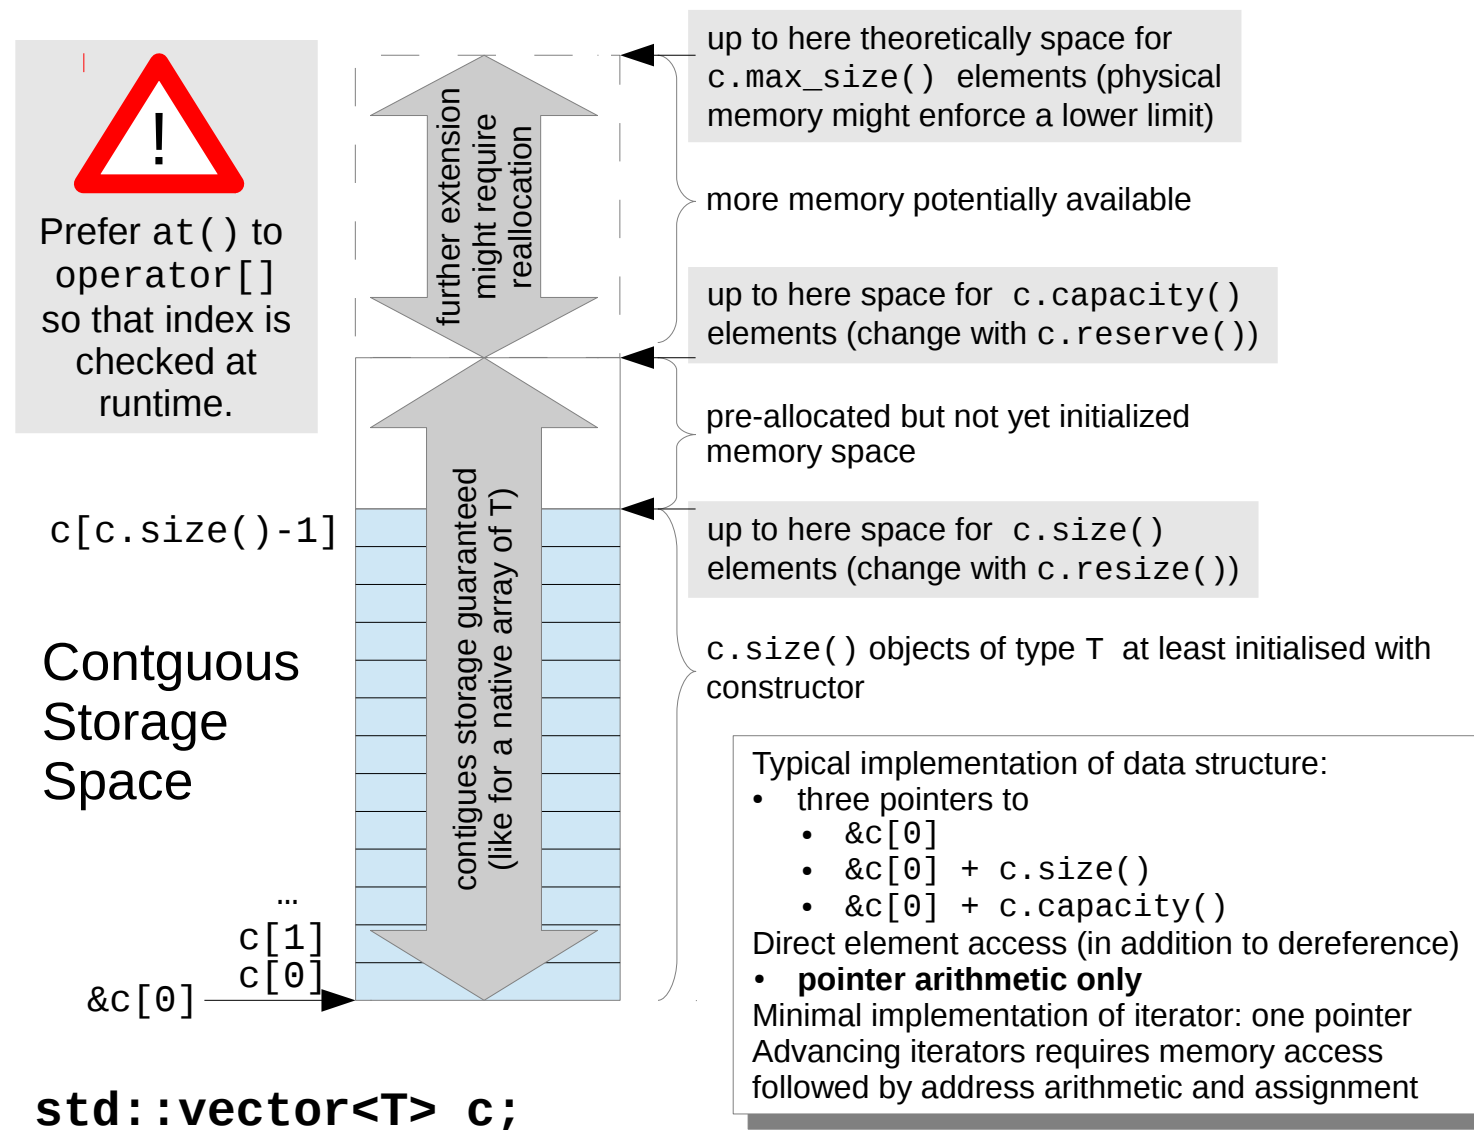 !
Prefer at() to
operator[]
so that index is
checked at
runtime.
further extension
might require
reallocation
up to here theoretically space for
c.max_size() elements (physical
memory might enforce a lower limit)
more memory potentially available
up to here space for c.capacity()
elements (change with c.reserve())
pre-allocated but not yet initialized
memory space
contigues storage guaranteed
(like for a native array of T)
c[c.size()-1]
up to here space for c.size()
elements (change with c.resize())
c.size() objects of type T at least initialised with
constructor
Contguous
Storage
Space
…
c[1]
c[0]
&c[0]
Typical implementation of data structure:
• three pointers to
• &c[0]
• &c[0] + c.size()
• &c[0] + c.capacity()
Direct element access (in addition to dereference)
• pointer arithmetic only
Minimal implementation of iterator: one pointer
Advancing iterators requires memory access
followed by address arithmetic and assignment
std::vector<T> c;